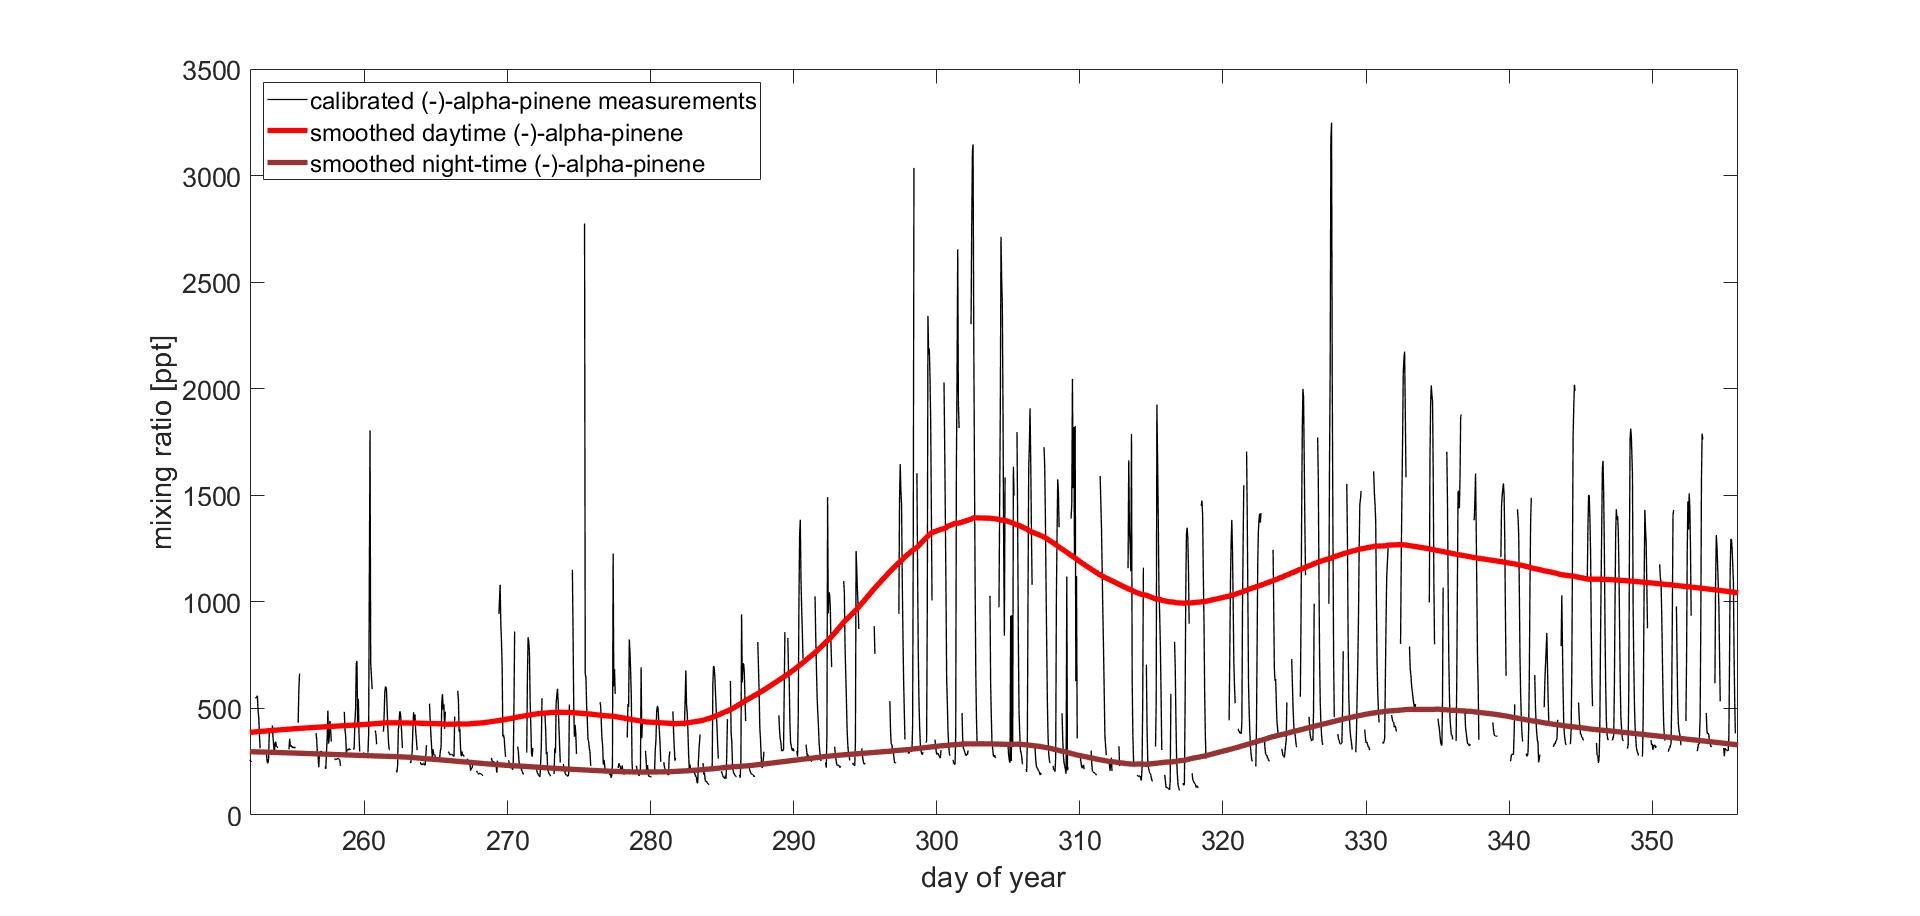 3500
3000
2500
2000
1500
1000
500
0
mixing ratio [ppt]
calibrated (-)-alpha-pinene measurements
smoothed daytime (-)-alpha-pinene
smoothed night-time (-)-alpha-pinene
260 270 280 290 300 310 320 330 340 350
day of year